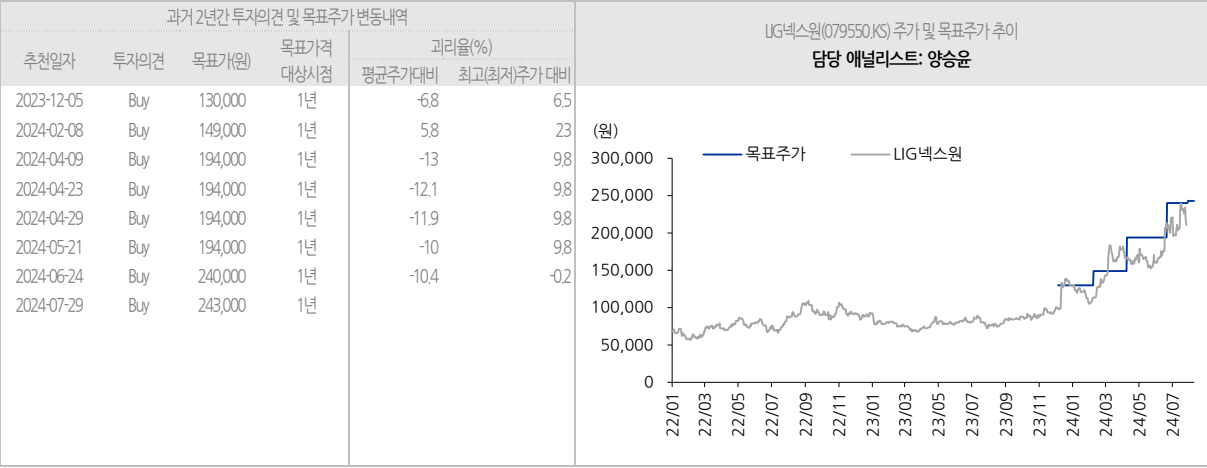 과거 2년간 투자의견 및 목표주가 변동내역
추천일자 투자의견 목표가(원) 목표가격 대상시점 괴리율(%)
평균주가대비 최고(최저)주가 대비
2023-12-05 Buy 130,000 1년 -6.8 6.5
2024-02-08 Buy 149,000 1년 5.8 23
2024-04-09 Buy 194,000 1년 -13 9.8
2024-04-23 Buy 194,000 1년 -12.1 9.8
2024-04-29 Buy 194,000 1년 -11.9 9.8
2024-05-21 Buy 194,000 1년 -10 9.8
2024-06-24 Buy 240,000 1년 -10.4 -0.2
2024-07-29 Buy 243,000 1년
LIG넥스원(079550.KS) 주가 및 목표주가 추이
담당 애널리스트: 양승윤
(원)
목표주가 LIG넥스원
300,000
250,000
200,000
150,000
100,000
50,000
0
22/01 22/03 22/05 22/07 22/09 22/11 23/01 23/03 23/05 23/07 23/09 23/11 24/01 24/03 24/05 24/07